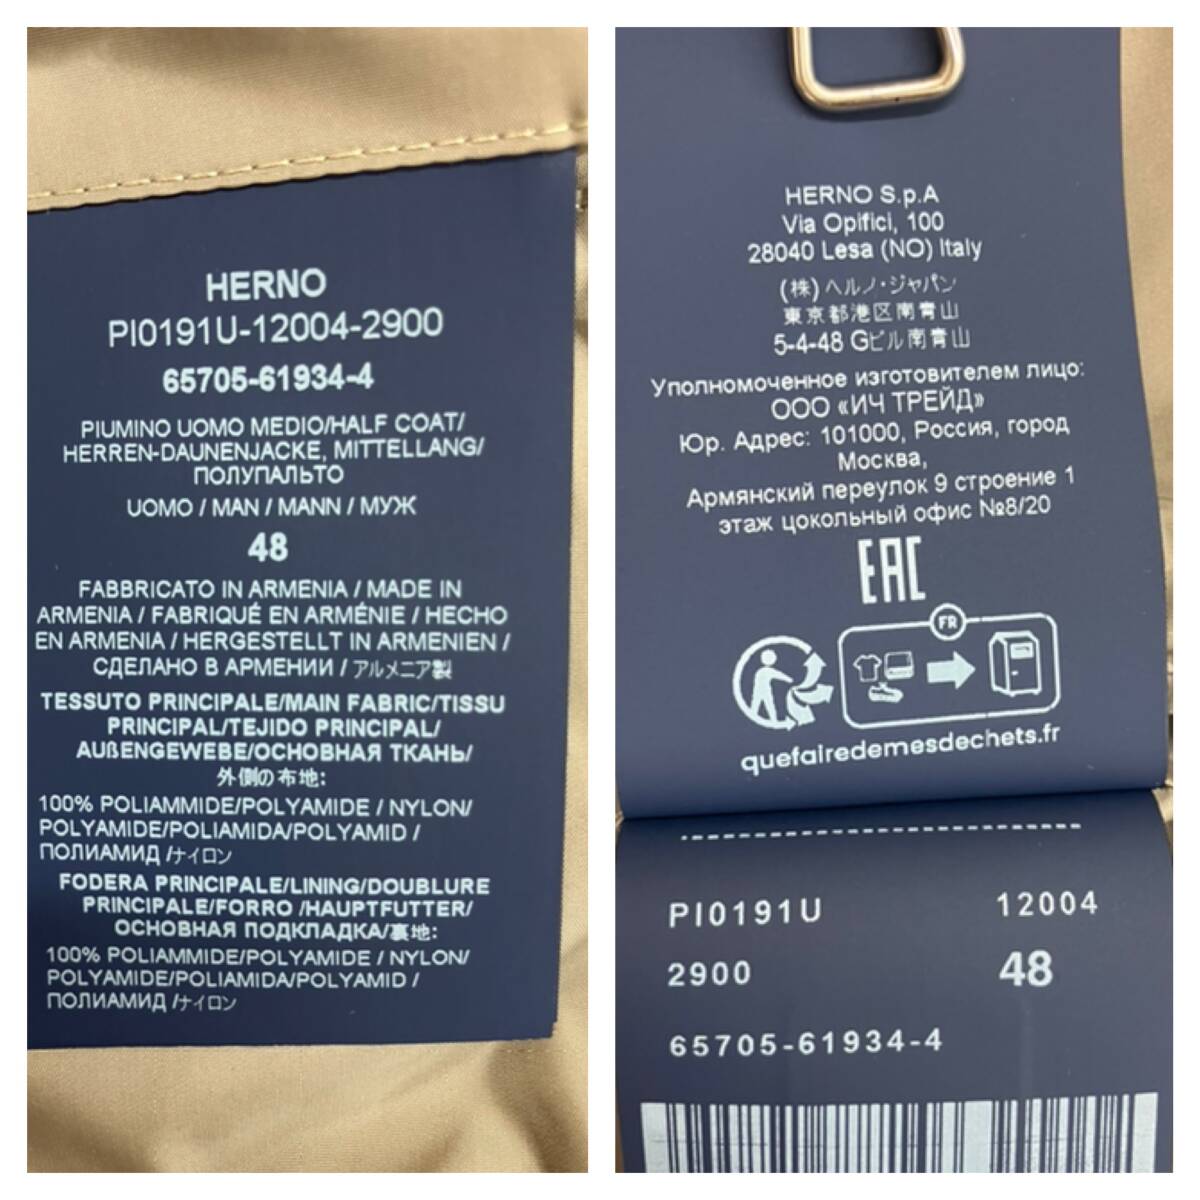 HERNO
PI0191U-12004-2900
65705-61934-4
PIUMINO UOMO MEDIO/HALF COAT/
HERREN-DAUNENJACKE, MITTELLANG/
ПОЛУПАЛЬТО
UOMO / MAN / MANN / МУЖ
48
FABBRICATO IN ARMENIA / MADE IN
ARMENIA / FABRIQUÉ EN ARMÉNIE / HECHO
EN ARMENIA / HERGESTELLT IN ARMENIEN /
СДЕЛАНО В АРМЕНИИ / アルメニア製
TESSUTO PRINCIPALE/MAIN FABRIC/TISSU
PRINCIPAL/TEJIDO PRINCIPAL/
AUßENGEWEBE/ОСНОВНАЯ ТКАНЬ/
外側の布地:
100% POLIAMMIDE/POLYAMIDE / NYLON/
POLYAMIDE/POLIAMIDA/POLYAMID /
ПОЛИАМИД /ナイロン
FODERA PRINCIPALE/LINING/DOUBLURE
PRINCIPALE/FORRO /HAUPTFUTTER/
ОСНОВНАЯ ПОДКЛАДКА/裏地:
100% POLIAMMIDE/POLYAMIDE / NYLON/
POLYAMIDE/POLIAMIDA/POLYAMID /
ПОЛИАМИД /ナイロン
HERNO S.p.A
Via Opifici, 100
28040 Lesa (NO) Italy
(株) ヘルノ・ジャパン
東京都港区南青山
5-4-48 Gビル南青山
Уполномоченное изготовителем лицо:
ООО «ИЧ ТРЕЙД»
Юр. Адрес: 101000, Россия, город
Москва,
Армянский переулок 9 строение 1
этаж цокольный офис №8/20
EAC
FR
quefairedemesdechets.fr
PI0191U 12004
2900 48
65705-61934-4